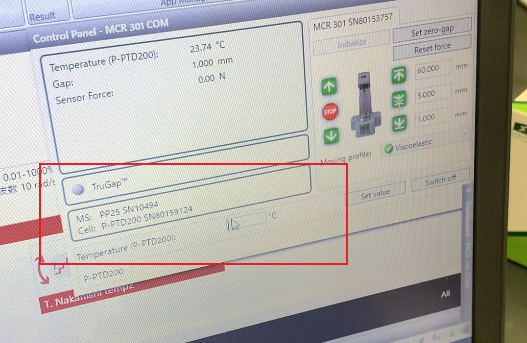 Result
App Man
Control Panel - MCR 301 COM
Temperature (P-PTD200): 23.74 °C
Gap: 1.000 mm
Sensor Force: 0.00 N
MCR 301 SN80153757
Initialize
Set zero-gap
Reset force
60.000 mm
STOP
5.000 mm
1.000 mm
Moving profile: Viscoelastic
0.01-1000%
波数 10 rad/s
TruGap™
MS: PP25 SN10494
Cell: P-PTD200 SN80159124
Set value
Switch off
Temperature (P-PTD200):
°C
P-PTD200
T. Nakanishi temp2
All